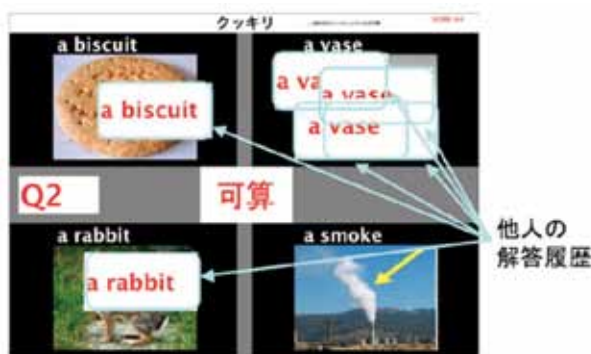 クッキリ
a biscuit
a vase
a biscuit
a va
a vase
a vase
Q2
可算
a rabbit
a smoke
a rabbit
他人の
解答履歴